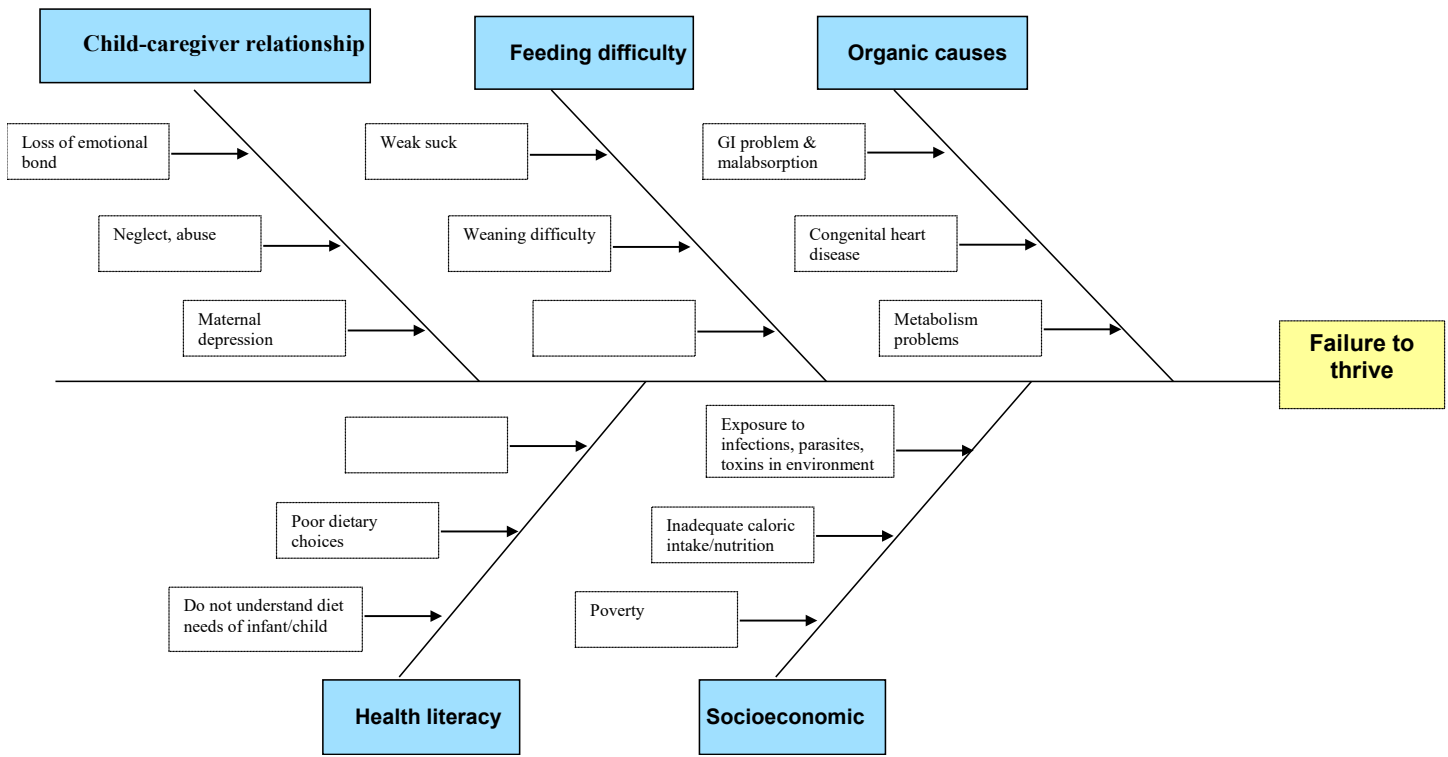 Child-caregiver relationship
Feeding difficulty
Organic causes
Loss of emotional
bond
Weak suck
GI problem &
malabsorption
Neglect, abuse
Weaning difficulty
Congenital heart
disease
Maternal
depression
Metabolism
problems
Failure to
thrive
Exposure to
infections, parasites,
toxins in environment
Poor dietary
choices
Inadequate caloric
intake/nutrition
Do not understand diet
needs of infant/child
Poverty
Health literacy
Socioeconomic